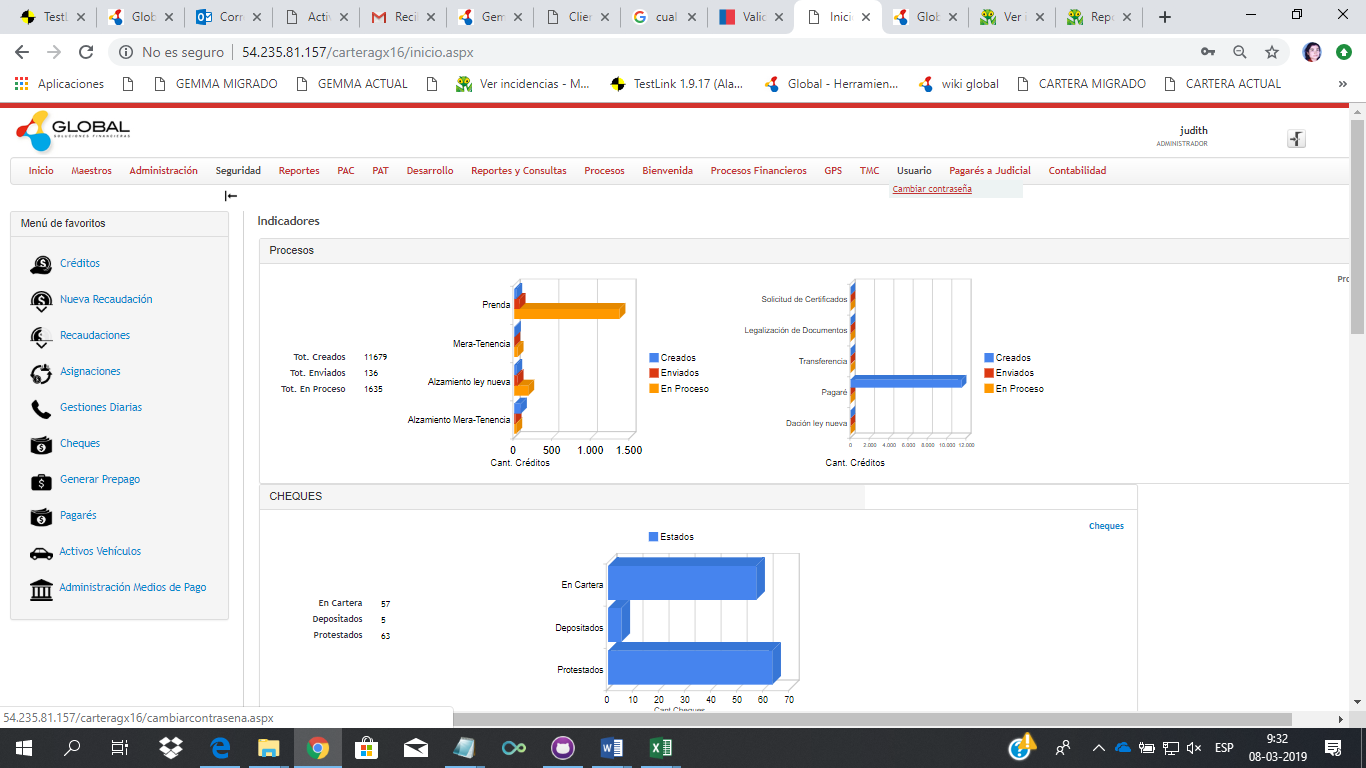 TestL
Glob
Corr
Activ
Recil
Gem
Clien
cual
Valic
Inici
Glob
Ver i
Repo
No es seguro
54.235.81.157/carteragx16/inicio.aspx
Aplicaciones
GEMMA MIGRADO
GEMMA ACTUAL
Ver incidencias - M...
TestLink 1.9.17 (Ala...
Global - Herramien...
wiki global
CARTERA MIGRADO
CARTERA ACTUAL
»
GLOBAL
SOLUCIONES FINANCIERAS
judith
ADMINISTRADOR
Inicio Maestros Administración Seguridad Reportes PAC PAT Desarrollo Reportes y Consultas Procesos Bienvenida Procesos Financieros GPS TMC Usuario Pagarés a Judicial Contabilidad
Cambiar contraseña
Menú de favoritos
Créditos
Nueva Recaudación
Recaudaciones
Asignaciones
Gestiones Diarias
Cheques
Generar Prepago
Pagarés
Activos Vehículos
Administración Medios de Pago
Indicadores
Procesos
Tot. Creados 11679
Tot. Enviados 136
Tot. En Proceso 1635
Prenda
Mera-Tenencia
Alzamiento ley nueva
Alzamiento Mera-Tenencia
0 500 1.000 1.500
Cant. Créditos
Creados
Enviados
En Proceso
Solicitud de Certificados
Legalización de Documentos
Transferencia
Pagaré
Dación ley nueva
0 2.000 4.000 6.000 8.000 10.000 12.000
Cant. Créditos
Creados
Enviados
En Proceso
Pro
CHEQUES
Cheques
En Cartera 57
Depositados 5
Protestados 63
Estados
En Cartera
Depositados
Protestados
0 10 20 30 40 50 60 70
Cant.Cheques
54.235.81.157/carteragx16/cambiarcontrasena.aspx
ESP
9:32
08-03-2019